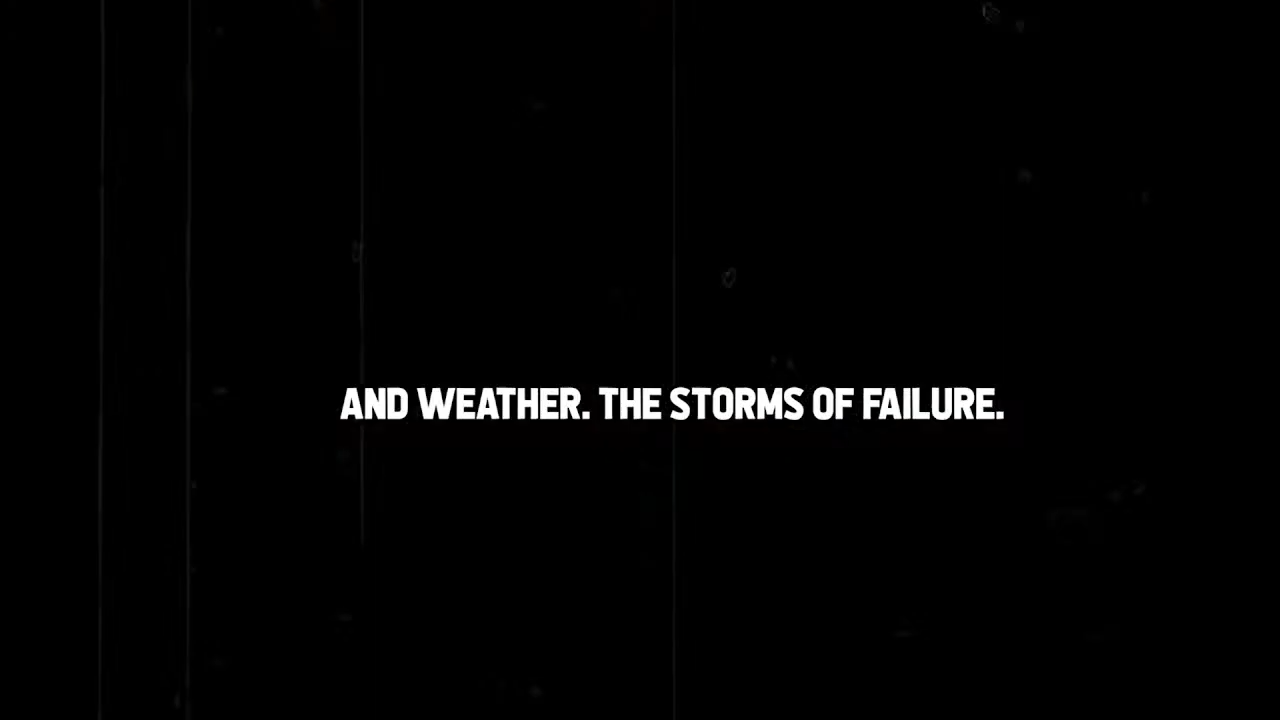 AND WEATHER. THE STORMS OF FAILURE.